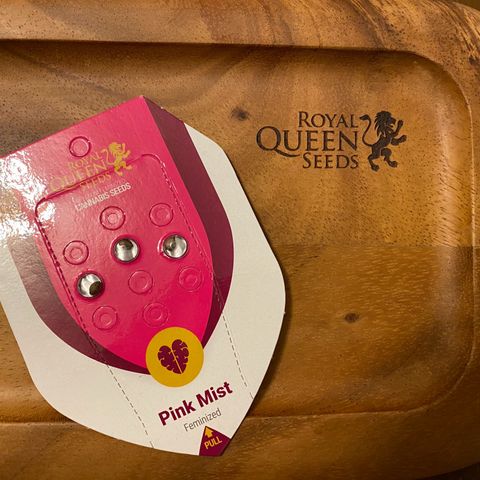 ROYAL
QUEEN
SEEDS
CANNABIS SEEDS
Pink Mist
Feminized
PULL
ROYAL
QUEEN
SEEDS